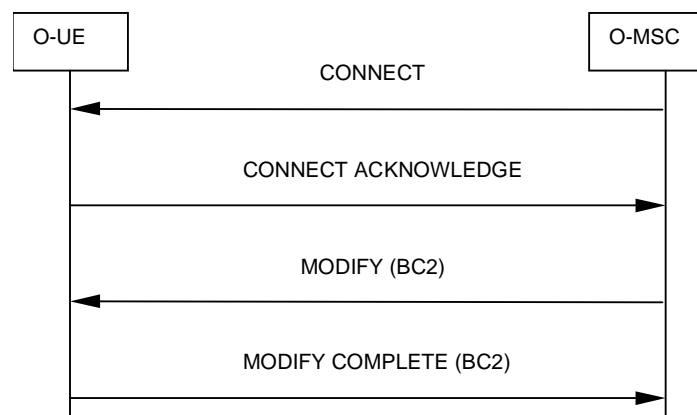 O-UE
O-MSC
CONNECT
CONNECT ACKNOWLEDGE
MODIFY (BC2)
MODIFY COMPLETE (BC2)